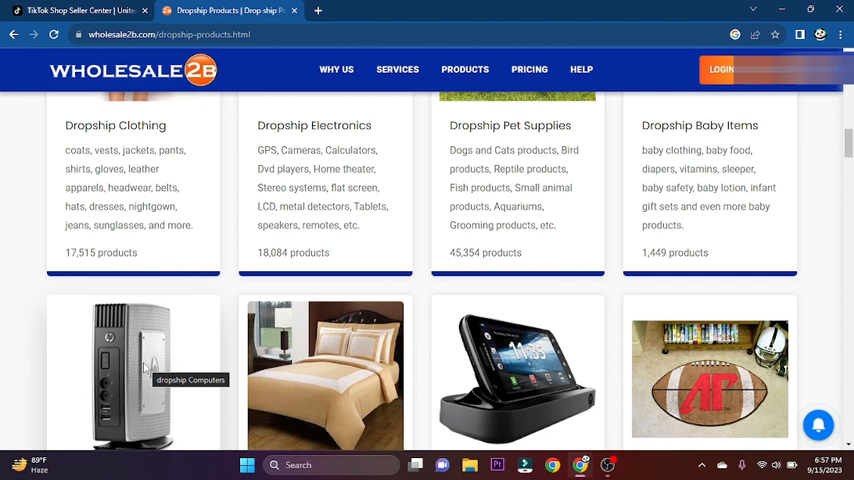 TikTok Shop Seller Center | Unite
Dropship Products | Drop ship Pr
wholesale2b.com/dropship-products.html
WHOLESALE2B
WHY US
SERVICES
PRODUCTS
PRICING
HELP
LOGIN
Dropship Clothing
coats, vests, jackets, pants,
shirts, gloves, leather
apparels, headwear, belts,
hats, dresses, nightgown,
jeans, sunglasses, and more.
17,515 products
Dropship Electronics
GPS, Cameras, Calculators,
Dvd players, Home theater,
Stereo systems, flat screen,
LCD, metal detectors, Tablets,
speakers, remotes, etc.
18,084 products
Dropship Pet Supplies
Dogs and Cats products, Bird
products, Reptile products,
Fish products, Small animal
products, Aquariums,
Grooming products, etc.
45,354 products
Dropship Baby Items
baby clothing, baby food,
diapers, vitamins, sleeper,
baby safety, baby lotion, infant
gift sets and even more baby
products.
1,449 products
hp
dropship Computers
11:35
AP
89°F
Haze
Search
Pr
6:57 PM
9/15/2023